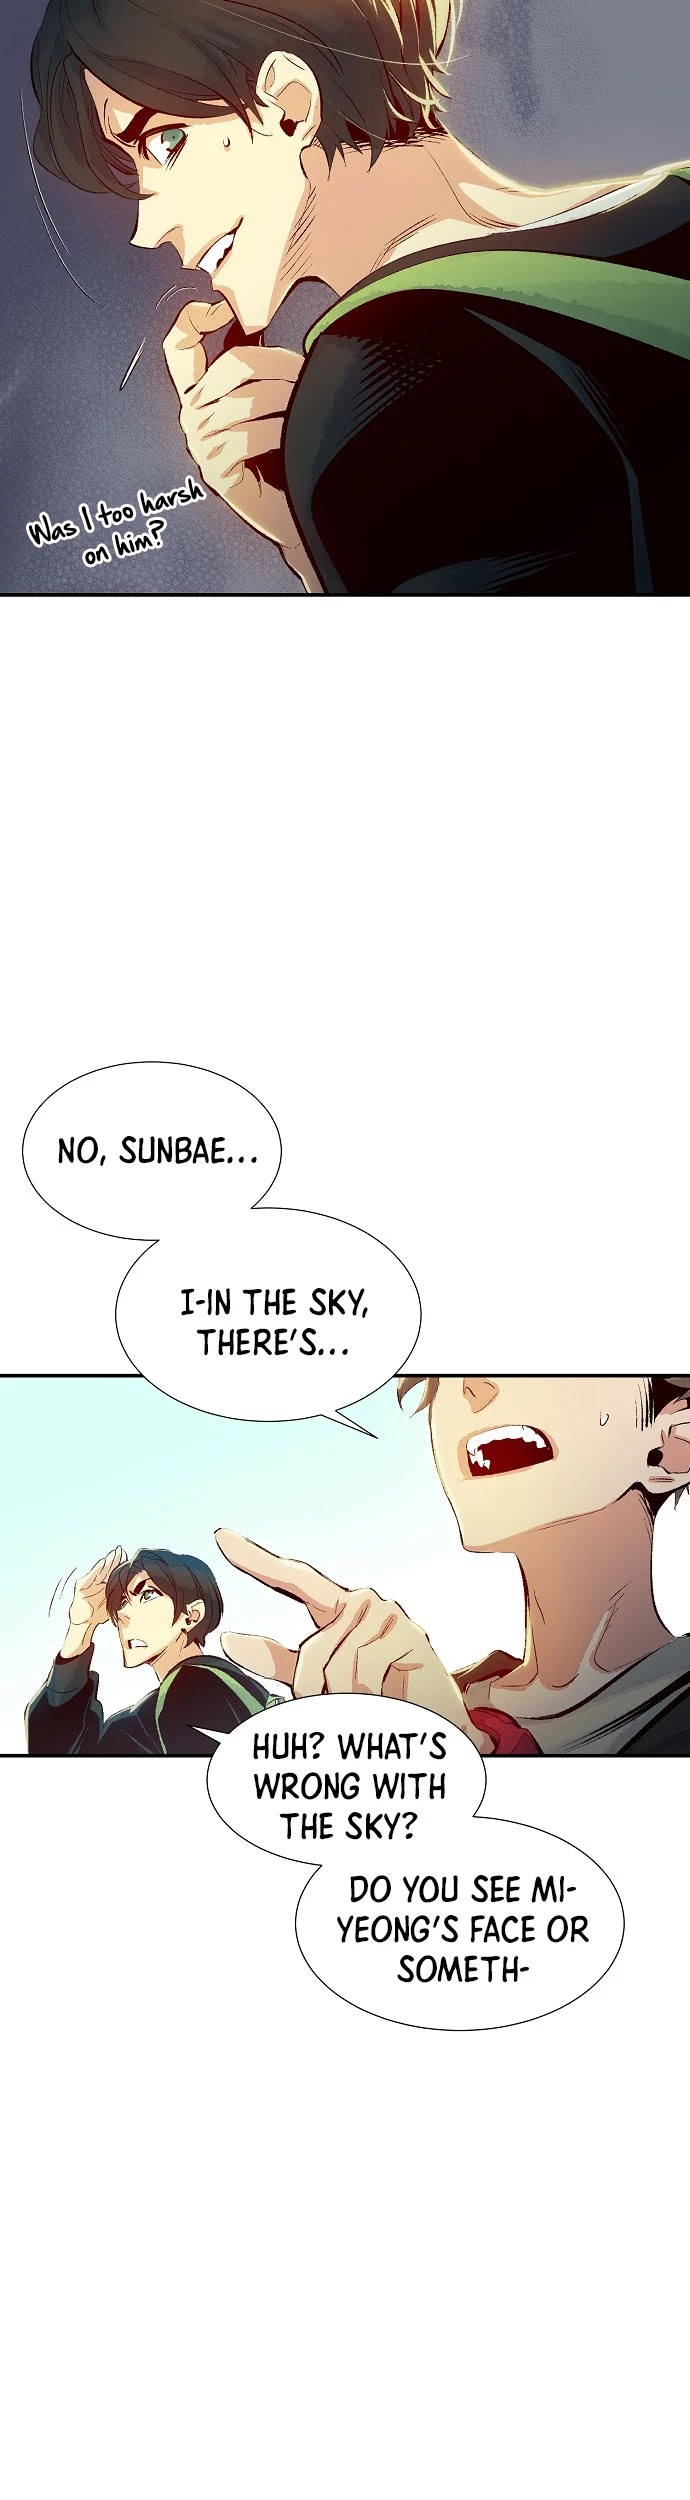 Was I too harsh
on him?
NO, SUNBAE...
I-IN THE SKY,
THERE'S...
HUH? WHAT'S
WRONG WITH
THE SKY?
DO YOU SEE MI-
YEONG'S FACE OR
SOMETH-